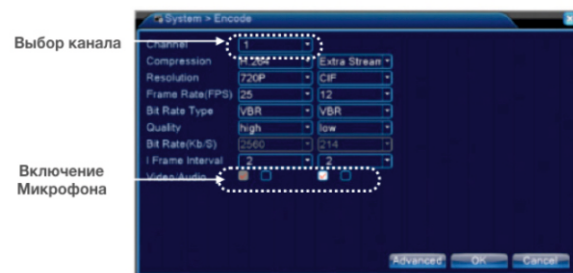 System > Encode
Выбор канала
Channel 1
Compression H.264 Extra Stream
Resolution 720P CIF
Frame Rate(FPS) 25 12
Bit Rate Type VBR VBR
Quality high low
Bit Rate(Kb/S) 2560 214
I Frame Interval 2 2
Включение
Микрофона
Video/Audio
Advanced OK Cancel